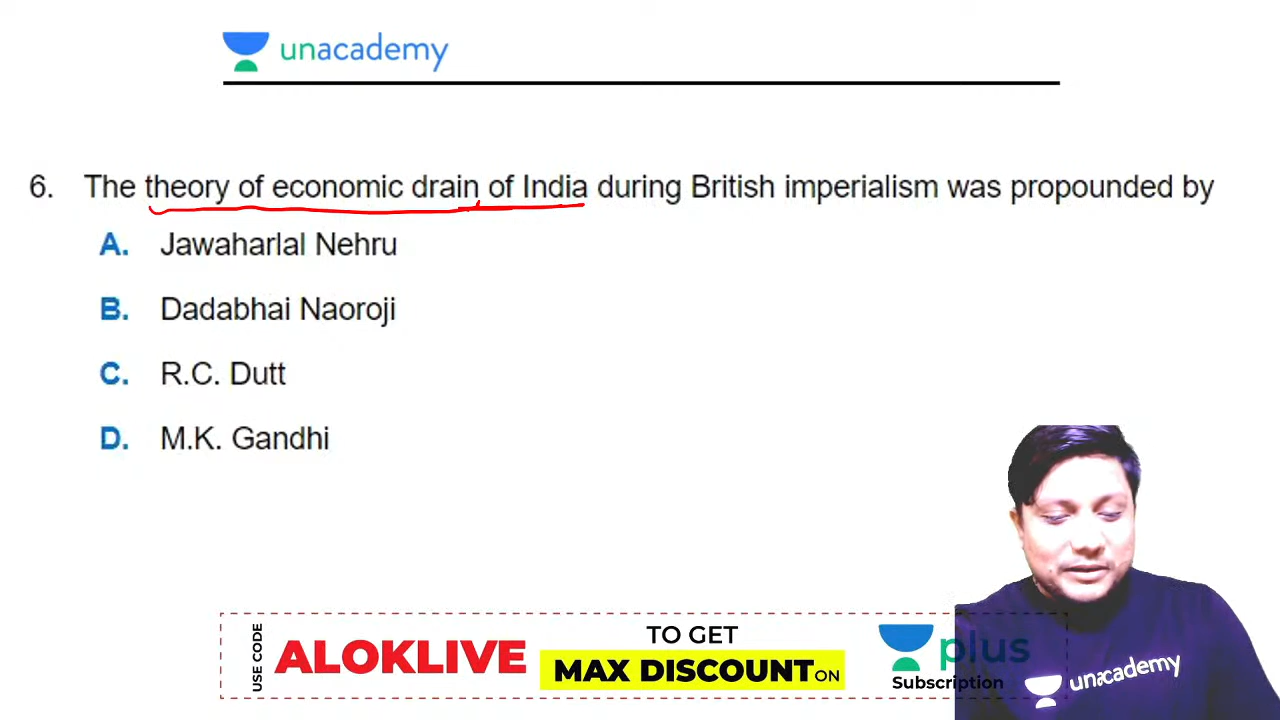 unacademy
6. The theory of economic drain of India during British imperialism was propounded by
A. Jawaharlal Nehru
B. Dadabhai Naoroji
C. R.C. Dutt
D. M.K. Gandhi
USE CODE
ALOKLIVE
TO GET
MAX DISCOUNT ON
plus
Subscription
unacademy